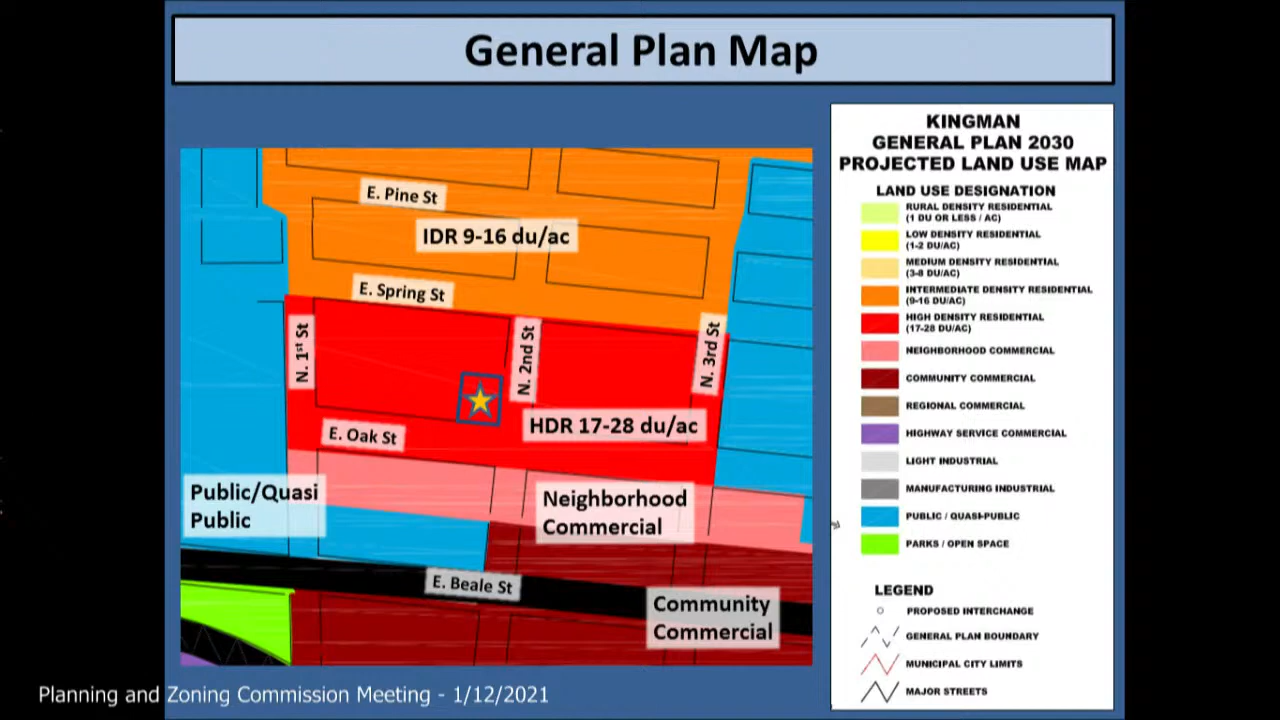 General Plan Map
E. Pine St
IDR 9-16 du/ac
E. Spring St
N. 1st St
N. 2nd St
N. 3rd St
HDR 17-28 du/ac
E. Oak St
Public/Quasi
Public
Neighborhood
Commercial
E. Beale St
Community
Commercial
KINGMAN
GENERAL PLAN 2030
PROJECTED LAND USE MAP
LAND USE DESIGNATION
RURAL DENSITY RESIDENTIAL
(1 DU OR LESS / AC)
LOW DENSITY RESIDENTIAL
(1-2 DU/AC)
MEDIUM DENSITY RESIDENTIAL
(3-8 DU/AC)
INTERMEDIATE DENSITY RESIDENTIAL
(9-16 DU/AC)
HIGH DENSITY RESIDENTIAL
(17-28 DU/AC)
NEIGHBORHOOD COMMERCIAL
COMMUNITY COMMERCIAL
REGIONAL COMMERCIAL
HIGHWAY SERVICE COMMERCIAL
LIGHT INDUSTRIAL
MANUFACTURING INDUSTRIAL
PUBLIC / QUASI-PUBLIC
PARKS / OPEN SPACE
LEGEND
PROPOSED INTERCHANGE
GENERAL PLAN BOUNDARY
MUNICIPAL CITY LIMITS
MAJOR STREETS
Planning and Zoning Commission Meeting - 1/12/2021